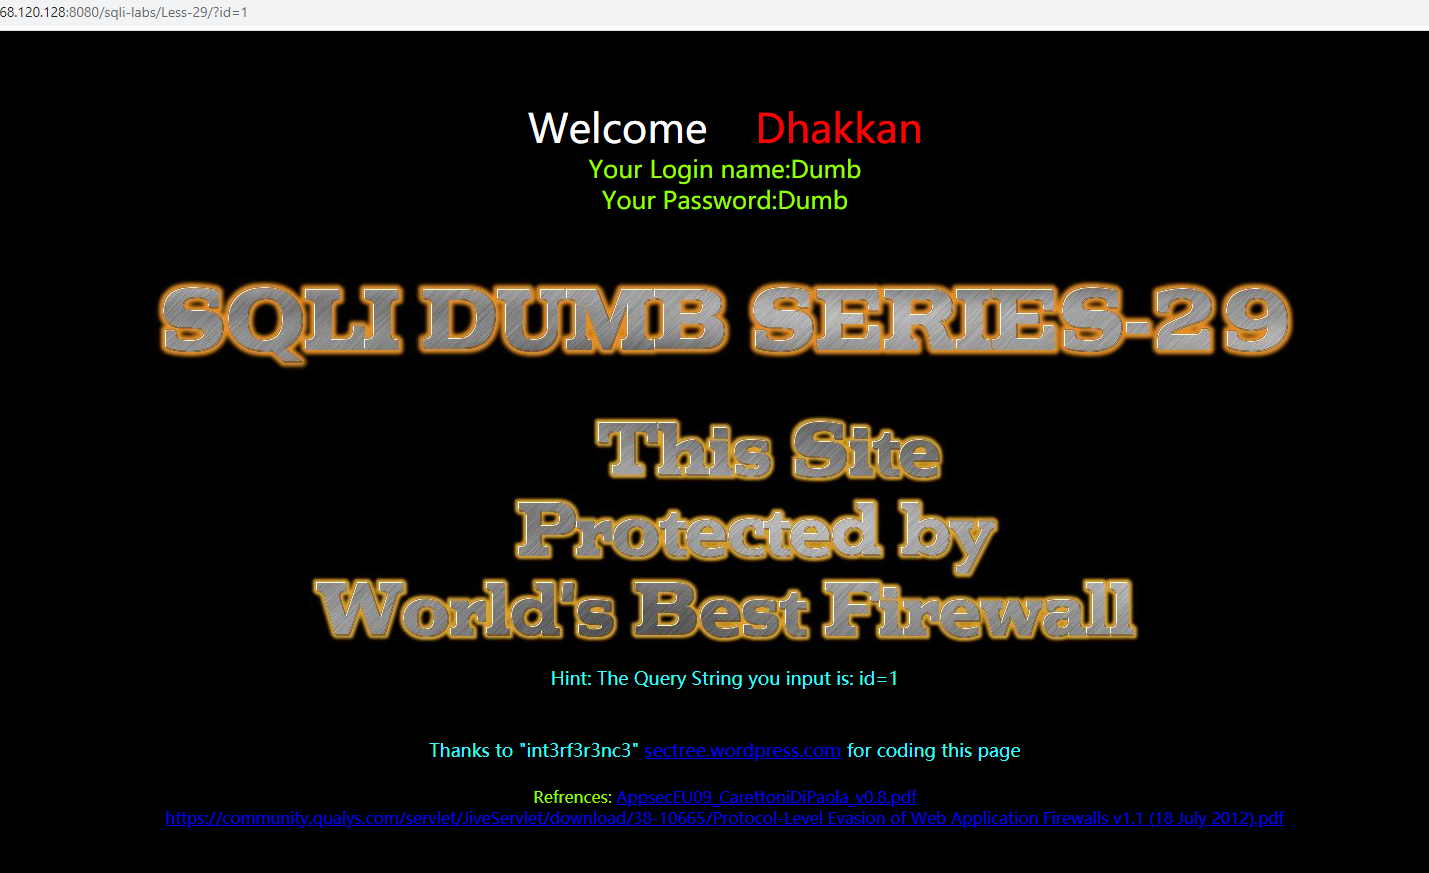 68.120.128:8080/sqli-labs/Less-29/?id=1
Welcome Dhakkan
Your Login name:Dumb
Your Password:Dumb
SQLI DUMB SERIES-29
This Site
Protected by
World's Best Firewall
Hint: The Query String you input is: id=1
Thanks to "int3rf3r3nc3" sectree.wordpress.com for coding this page
Refrences: AppsecEU09_CarettoniDiPaola_v0.8.pdf
https://community.qualys.com/servlet/JiveServlet/download/38-10665/Protocol-Level Evasion of Web Application Firewalls v1.1 (18 July 2012).pdf